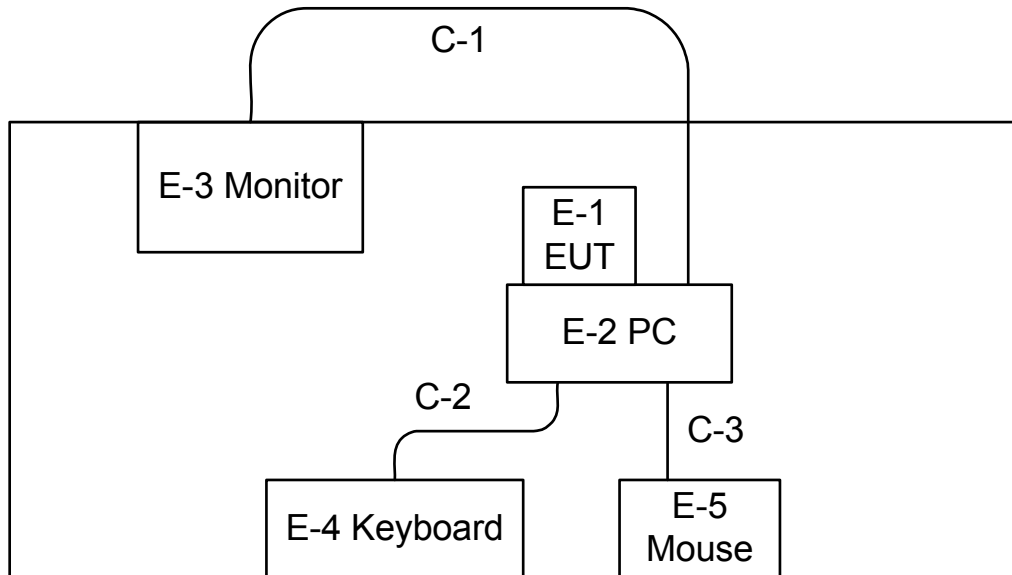 C-1
E-3 Monitor
E-1
EUT
E-2 PC
C-2
C-3
E-4 Keyboard
E-5
Mouse